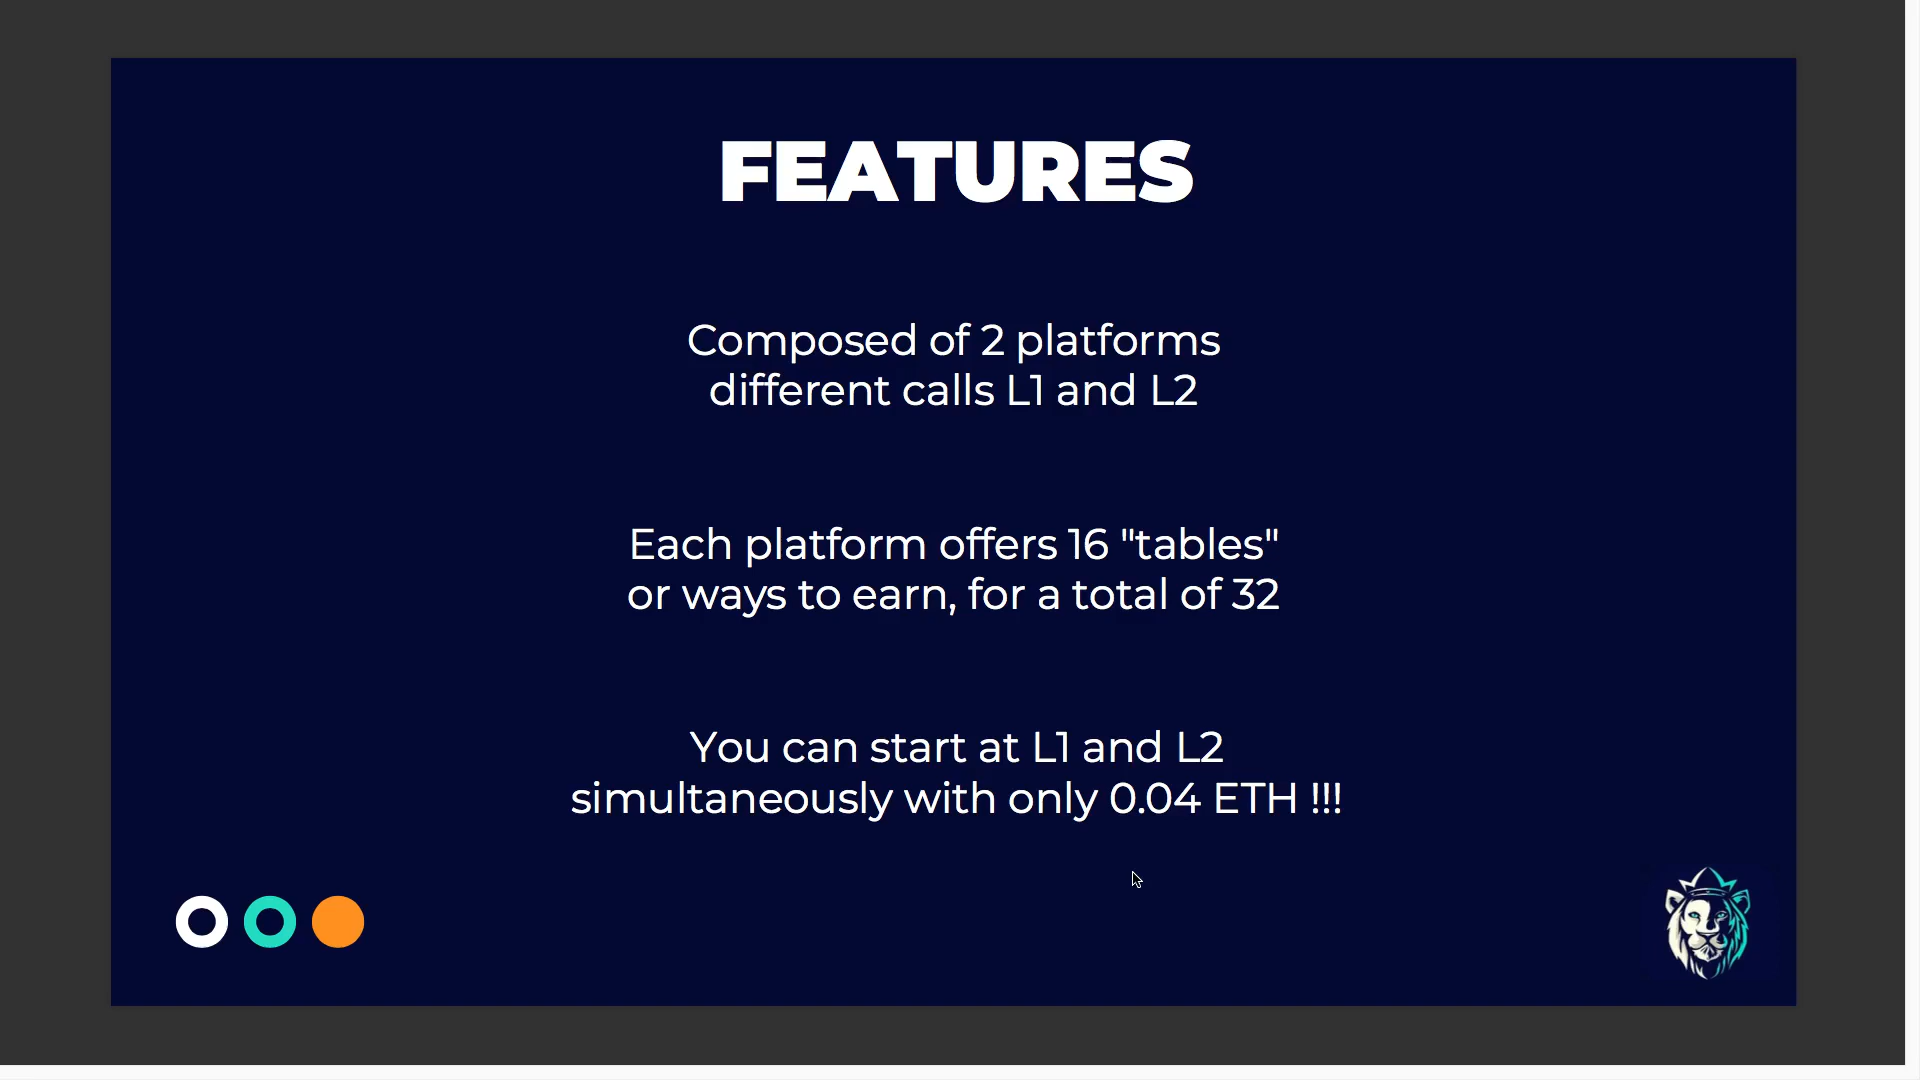 FEATURES
Composed of 2 platforms
different calls L1 and L2
Each platform offers 16 "tables"
or ways to earn, for a total of 32
You can start at L1 and L2
simultaneously with only 0.04 ETH !!!